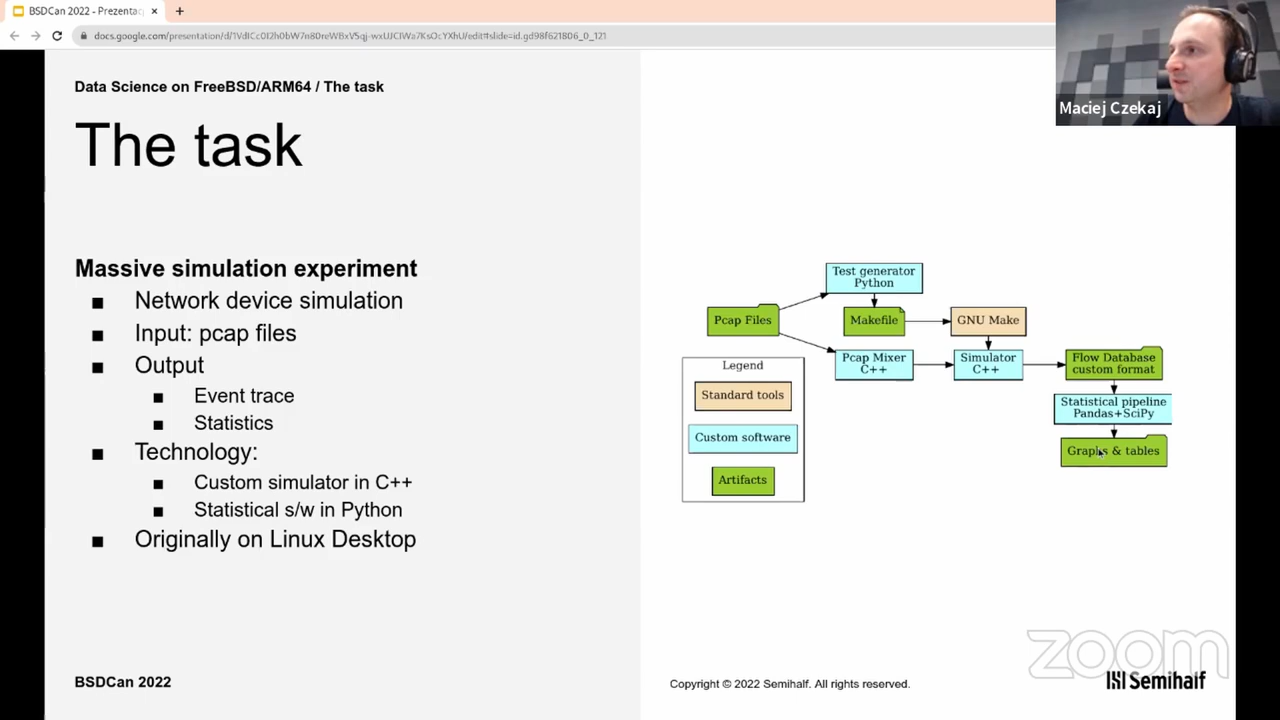 BSDCan 2022 - Prezentac
docs.google.com/presentation/d/1VdICc0I2h0bW7n80reWBxV5qj-wxUJCIWa7KsOcYXhU/edit#slide=id.gd98f621806_0_121
Maciej Czekaj
Data Science on FreeBSD/ARM64 / The task
The task
Massive simulation experiment
Network device simulation
Input: pcap files
Output
Event trace
Statistics
Technology:
Custom simulator in C++
Statistical s/w in Python
Originally on Linux Desktop
Test generator
Python
Pcap Files
Makefile
GNU Make
Pcap Mixer
C++
Simulator
C++
Flow Database
custom format
Statistical pipeline
Pandas+SciPy
Graphs & tables
Legend
Standard tools
Custom software
Artifacts
BSDCan 2022
Copyright © 2022 Semihalf. All rights reserved.
zoom
Semihalf